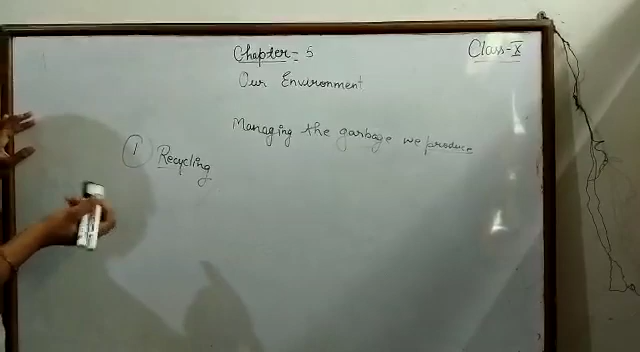 Chapter - 5
Class-X
Our Environment
Managing the garbage we produce
1 Recycling